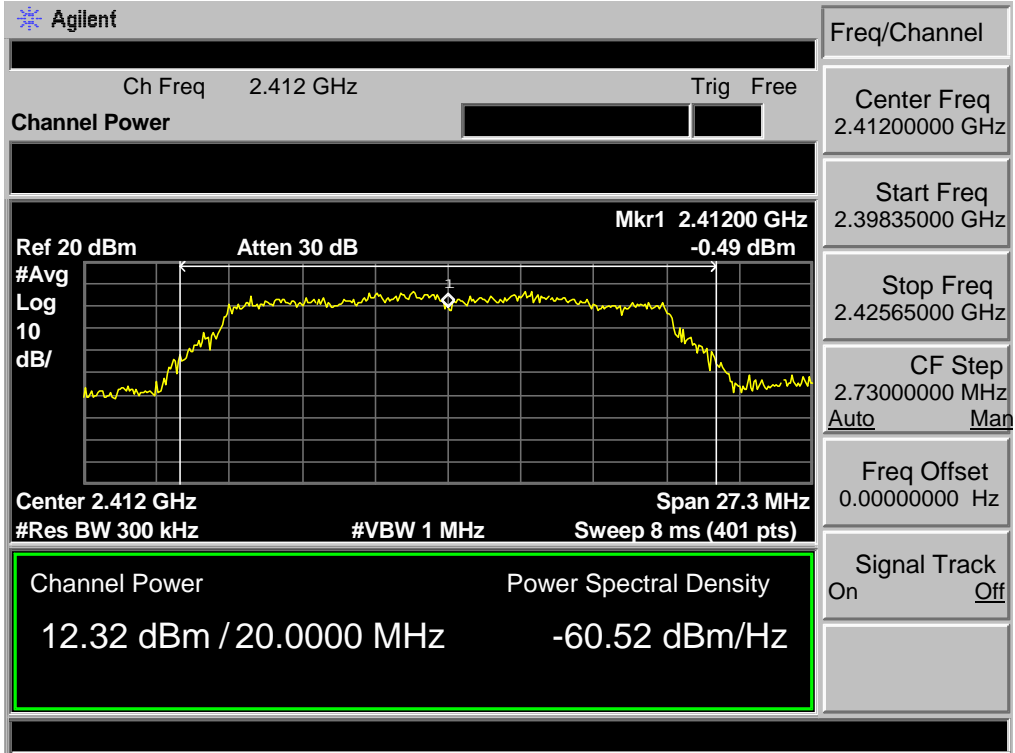 Agilent
Freq/Channel
Ch Freq 2.412 GHz Trig Free
Channel Power
Center Freq
2.41200000 GHz
Start Freq
2.39835000 GHz
Stop Freq
2.42565000 GHz
CF Step
2.73000000 MHz
Auto Man
Freq Offset
0.00000000 Hz
Signal Track
On Off
Mkr1 2.41200 GHz
Ref 20 dBm Atten 30 dB -0.49 dBm
#Avg
Log
10
dB/
1
Center 2.412 GHz Span 27.3 MHz
#Res BW 300 kHz #VBW 1 MHz Sweep 8 ms (401 pts)
Channel Power Power Spectral Density
12.32 dBm / 20.0000 MHz -60.52 dBm/Hz